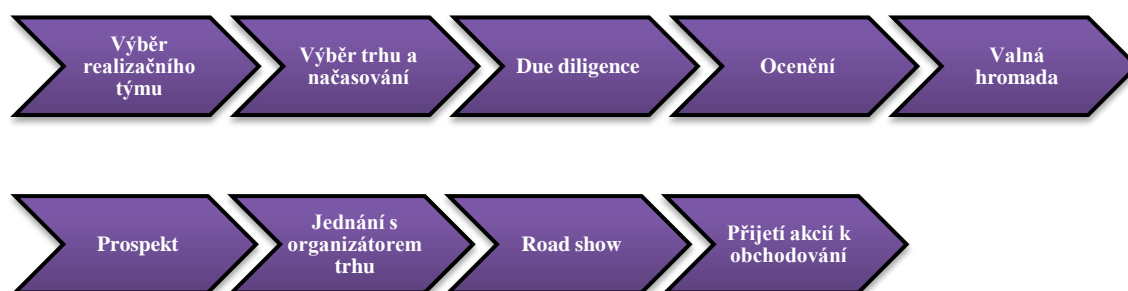 Výběr
realizačního
týmu
Výběr trhu a
načasování
Due diligence
Ocenění
Valná
hromada
Prospekt
Jednání s
organizátorem
trhu
Road show
Přijetí akcií k
obchodování